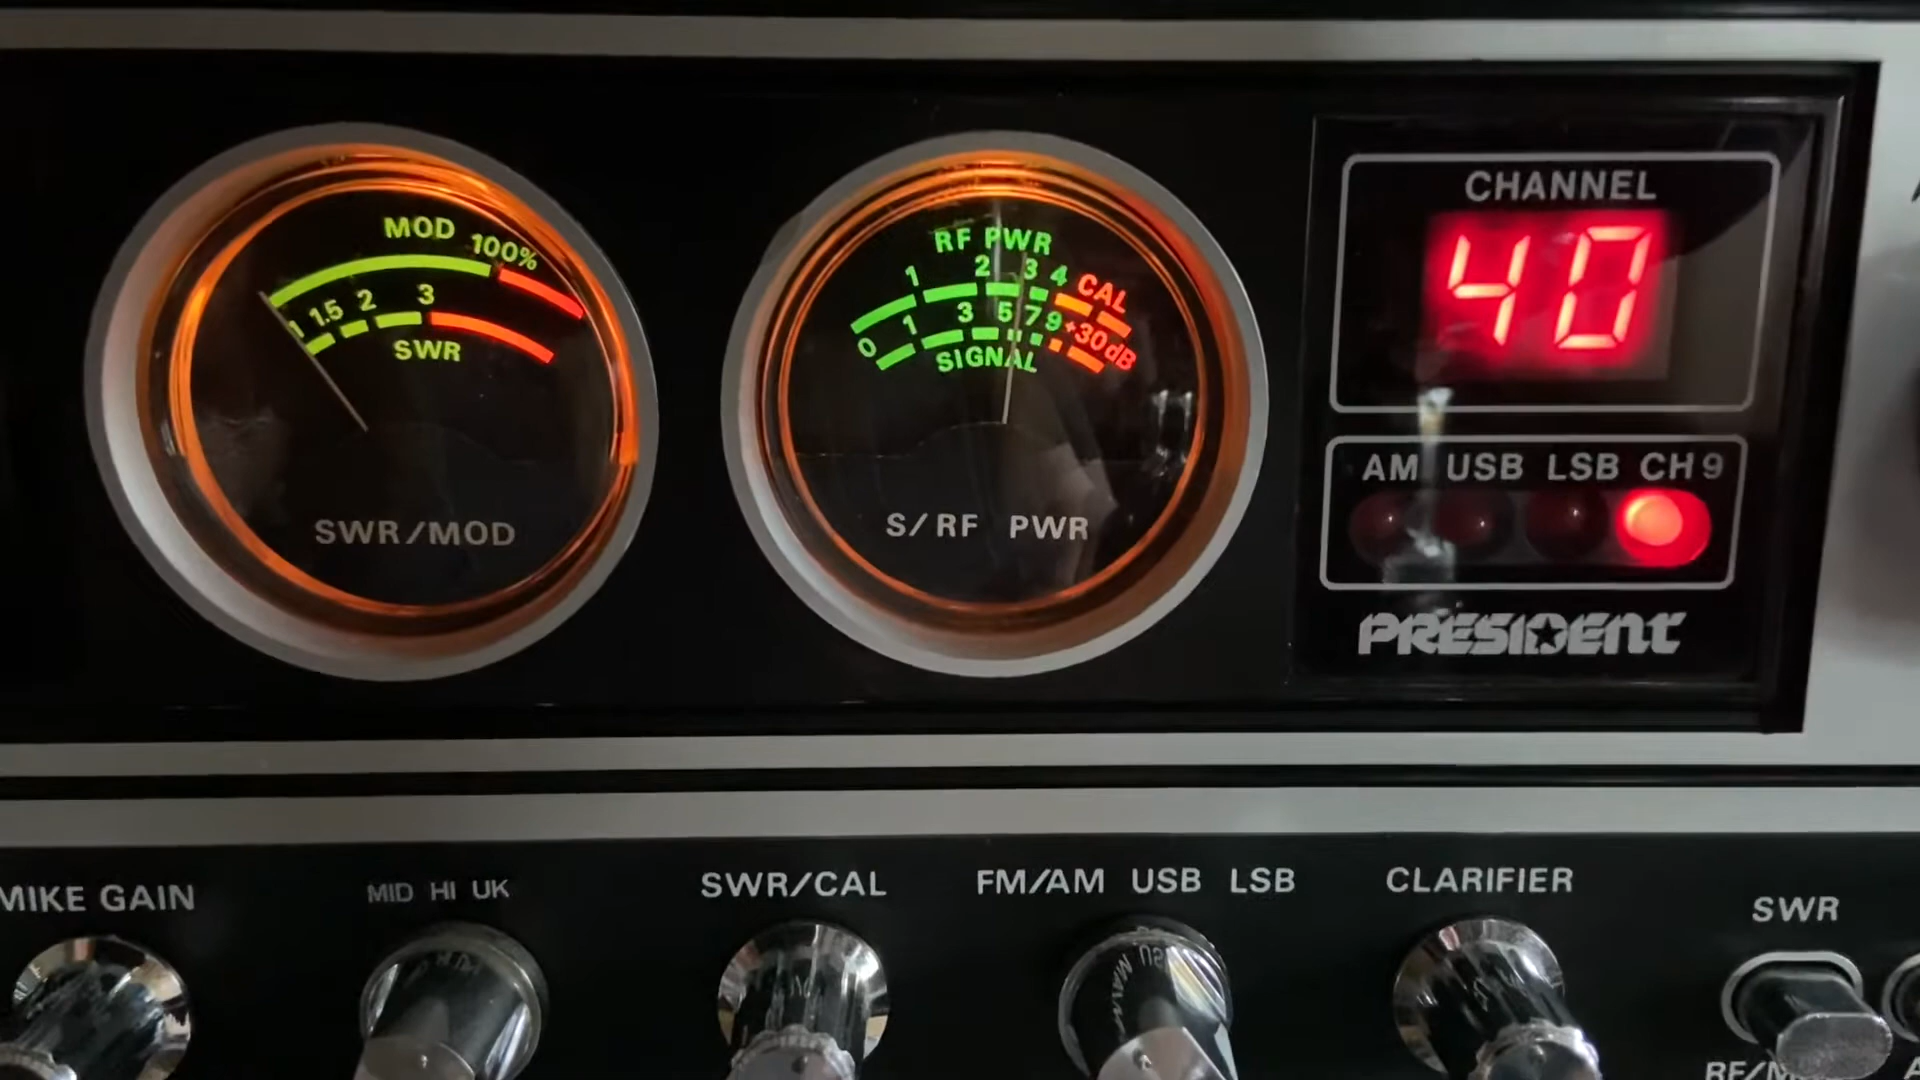 MOD 100%
1 1.5 2 3
SWR
SWR/MOD
RF PWR
1 2 3 4 CAL
0 1 3 5 7 9 +30dB
SIGNAL
S/RF PWR
CHANNEL
40
AM USB LSB CH 9
PRESIDENT
MIKE GAIN
MID HI UK
SWR/CAL
FM/AM USB LSB
CLARIFIER
SWR